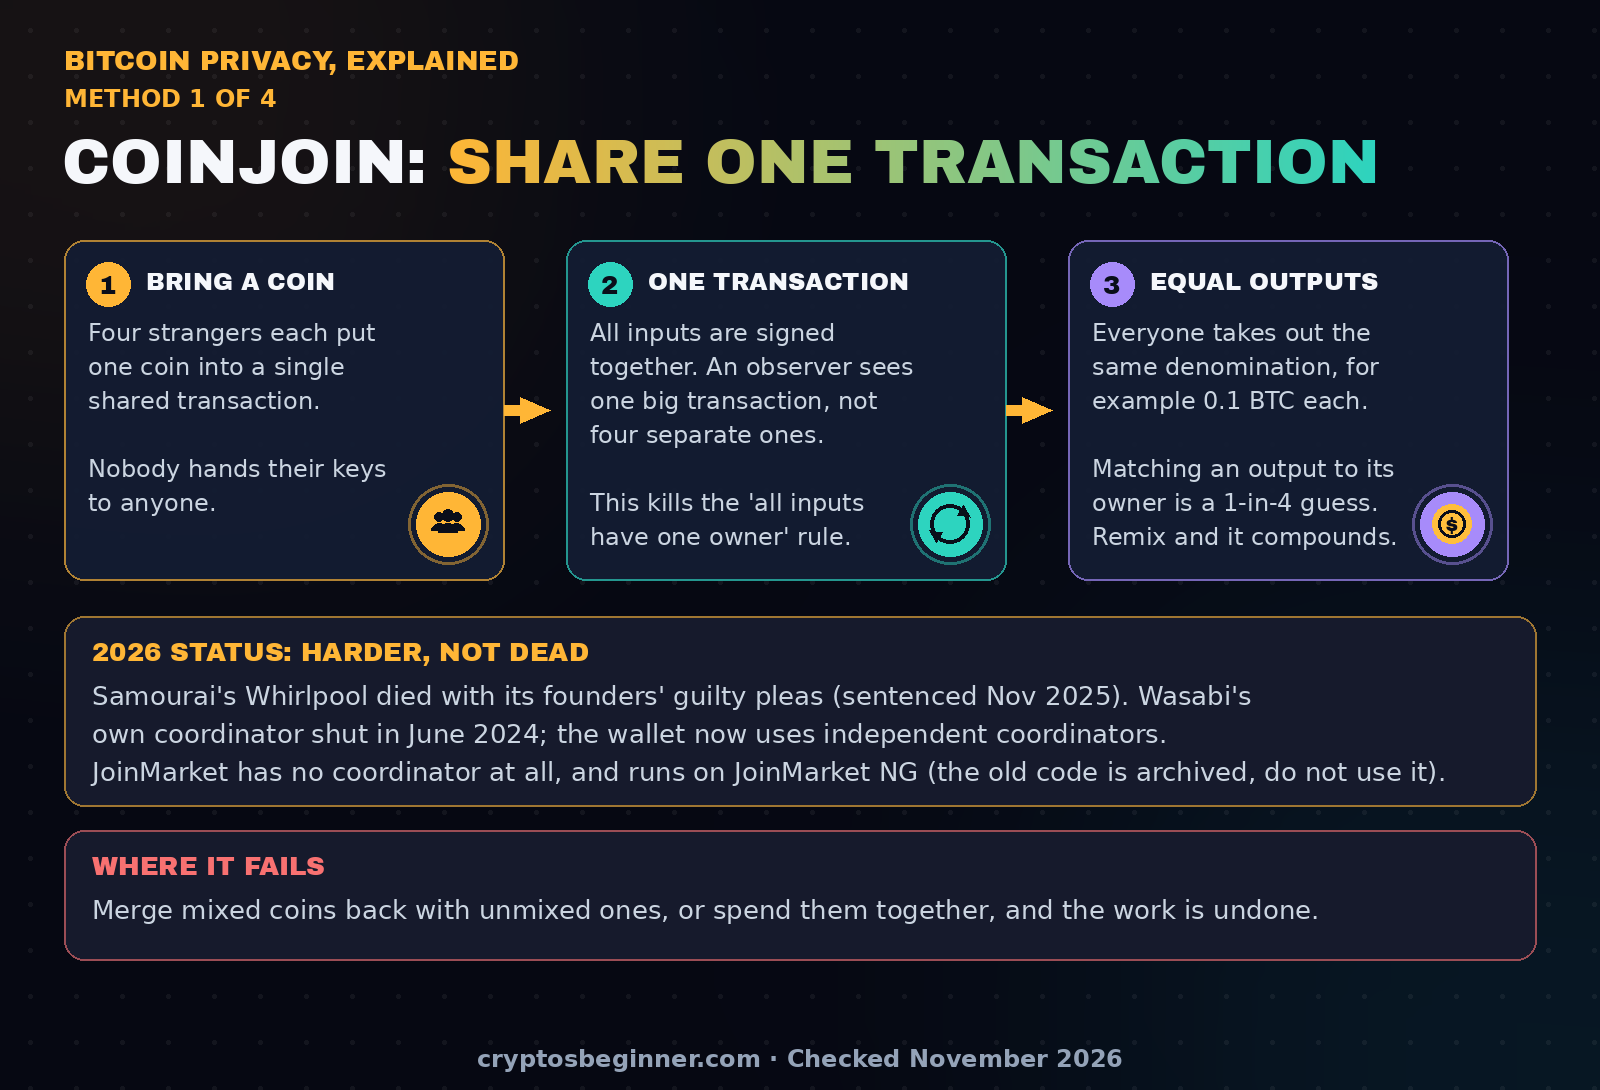 BITCOIN PRIVACY, EXPLAINED
METHOD 1 OF 4
COINJOIN: SHARE ONE TRANSACTION
1 BRING A COIN
Four strangers each put
one coin into a single
shared transaction.
Nobody hands their keys
to anyone.
2 ONE TRANSACTION
All inputs are signed
together. An observer sees
one big transaction, not
four separate ones.
This kills the 'all inputs
have one owner' rule.
3 EQUAL OUTPUTS
Everyone takes out the
same denomination, for
example 0.1 BTC each.
Matching an output to its
owner is a 1-in-4 guess.
Remix and it compounds.
$
2026 STATUS: HARDER, NOT DEAD
Samourai's Whirlpool died with its founders' guilty pleas (sentenced Nov 2025). Wasabi's
own coordinator shut in June 2024; the wallet now uses independent coordinators.
JoinMarket has no coordinator at all, and runs on JoinMarket NG (the old code is archived, do not use it).
WHERE IT FAILS
Merge mixed coins back with unmixed ones, or spend them together, and the work is undone.
cryptosbeginner.com · Checked November 2026